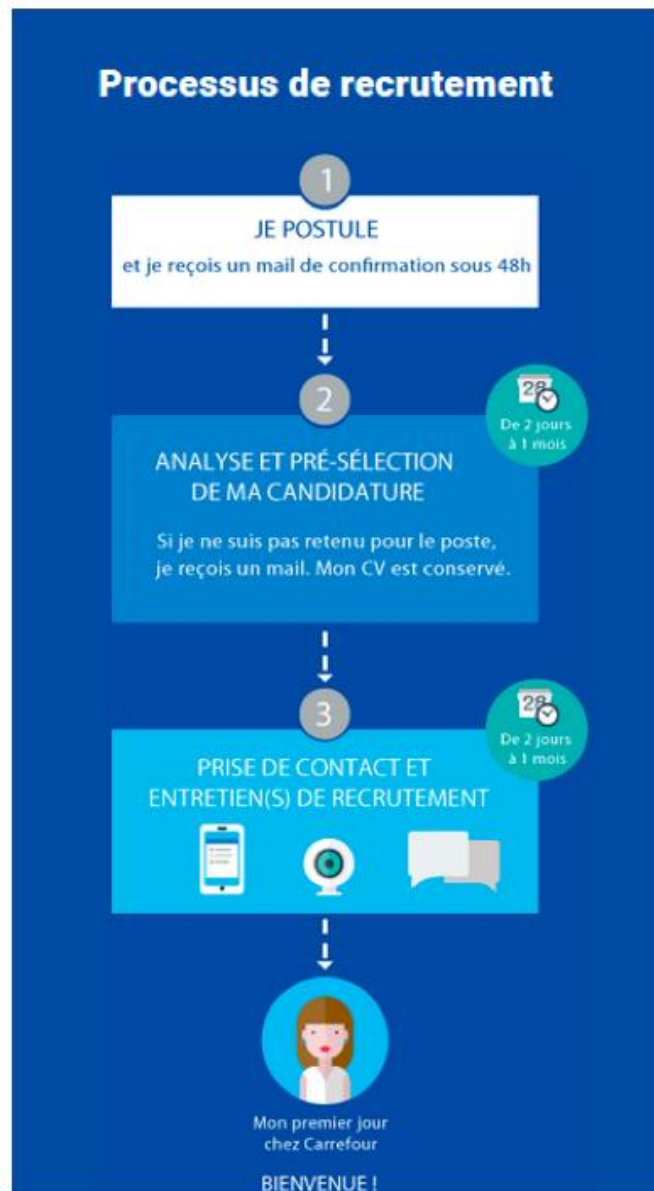 Processus de recrutement
1
JE POSTULE
et je reçois un mail de confirmation sous 48h
2
28
De 2 jours
à 1 mois
ANALYSE ET PRÉ-SÉLECTION
DE MA CANDIDATURE
Si je ne suis pas retenu pour le poste,
je reçois un mail. Mon CV est conservé.
3
28
De 2 jours
à 1 mois
PRISE DE CONTACT ET
ENTRETIEN(S) DE RECRUTEMENT
Mon premier jour
chez Carrefour
BIENVENUE !